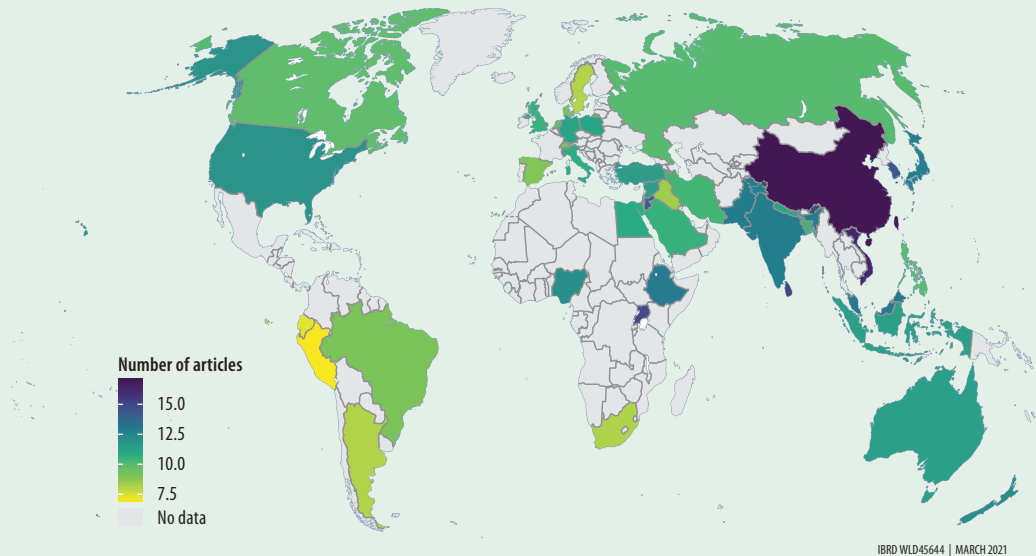 Number of articles
15.0
12.5
10.0
7.5
No data
IBRD WLD45644 | MARCH 2021